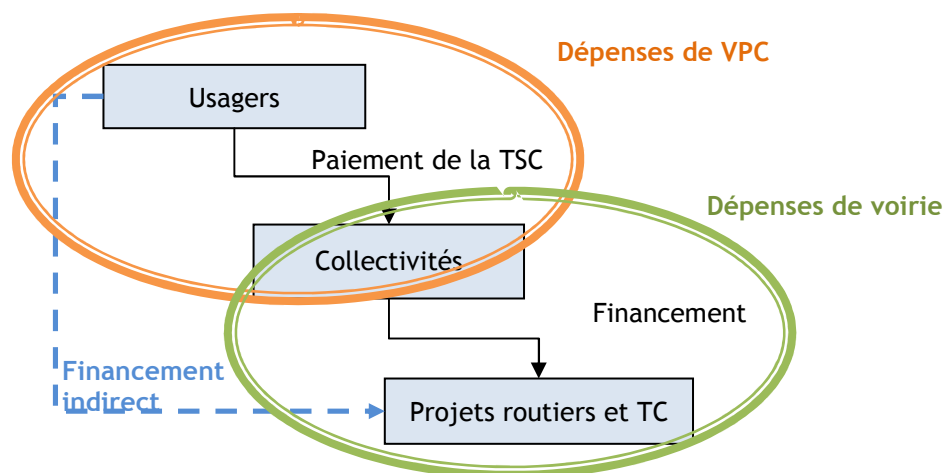 Dépenses de VPC
Usagers
Paiement de la TSC
Dépenses de voirie
Collectivités
Financement
Financement
indirect
Projets routiers et TC